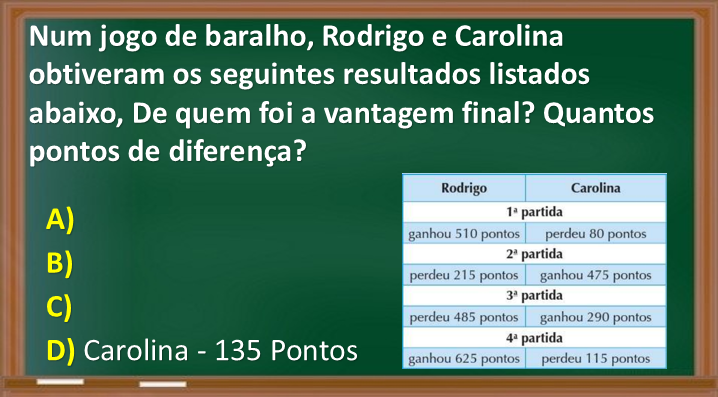 Num jogo de baralho, Rodrigo e Carolina
obtiveram os seguintes resultados listados
abaixo, De quem foi a vantagem final? Quantos
pontos de diferença?
A)
B)
C)
D) Carolina - 135 Pontos
Rodrigo Carolina
1ª partida
ganhou 510 pontos perdeu 80 pontos
2ª partida
perdeu 215 pontos ganhou 475 pontos
3ª partida
perdeu 485 pontos ganhou 290 pontos
4ª partida
ganhou 625 pontos perdeu 115 pontos